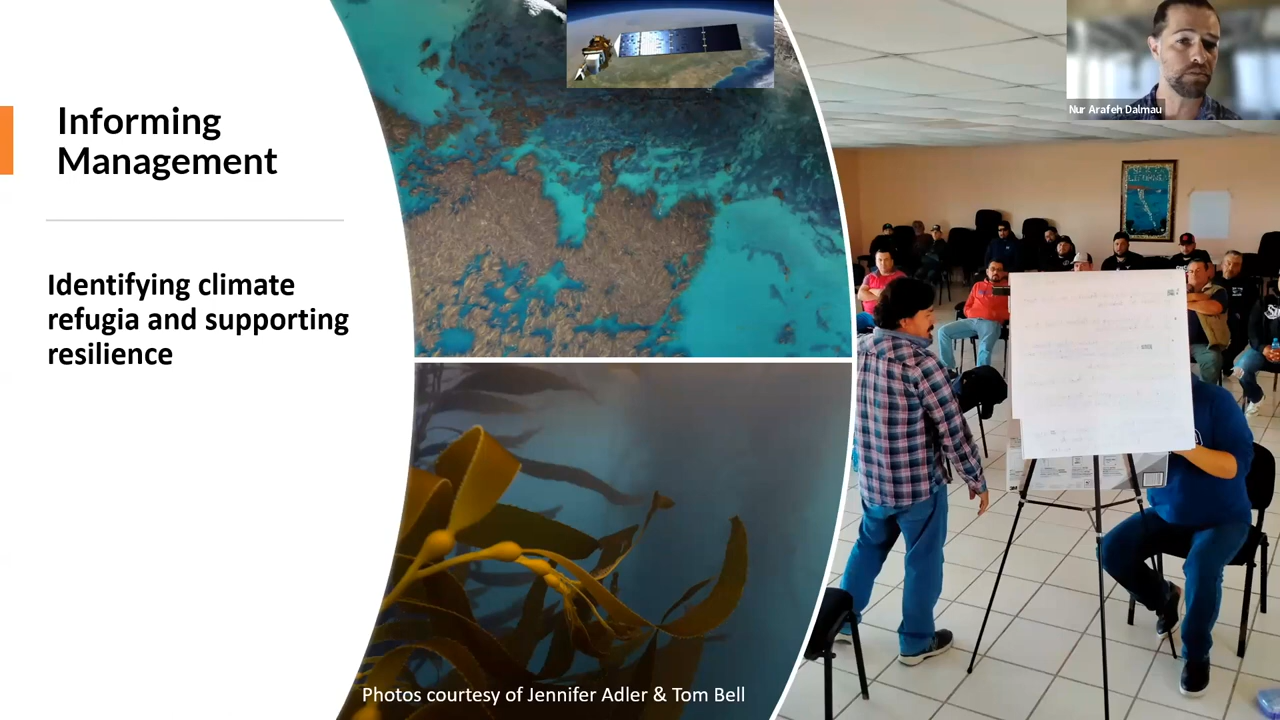 Informing
Management
Identifying climate
refugia and supporting
resilience
Photos courtesy of Jennifer Adler & Tom Bell
Nur Arafeh Dalmau